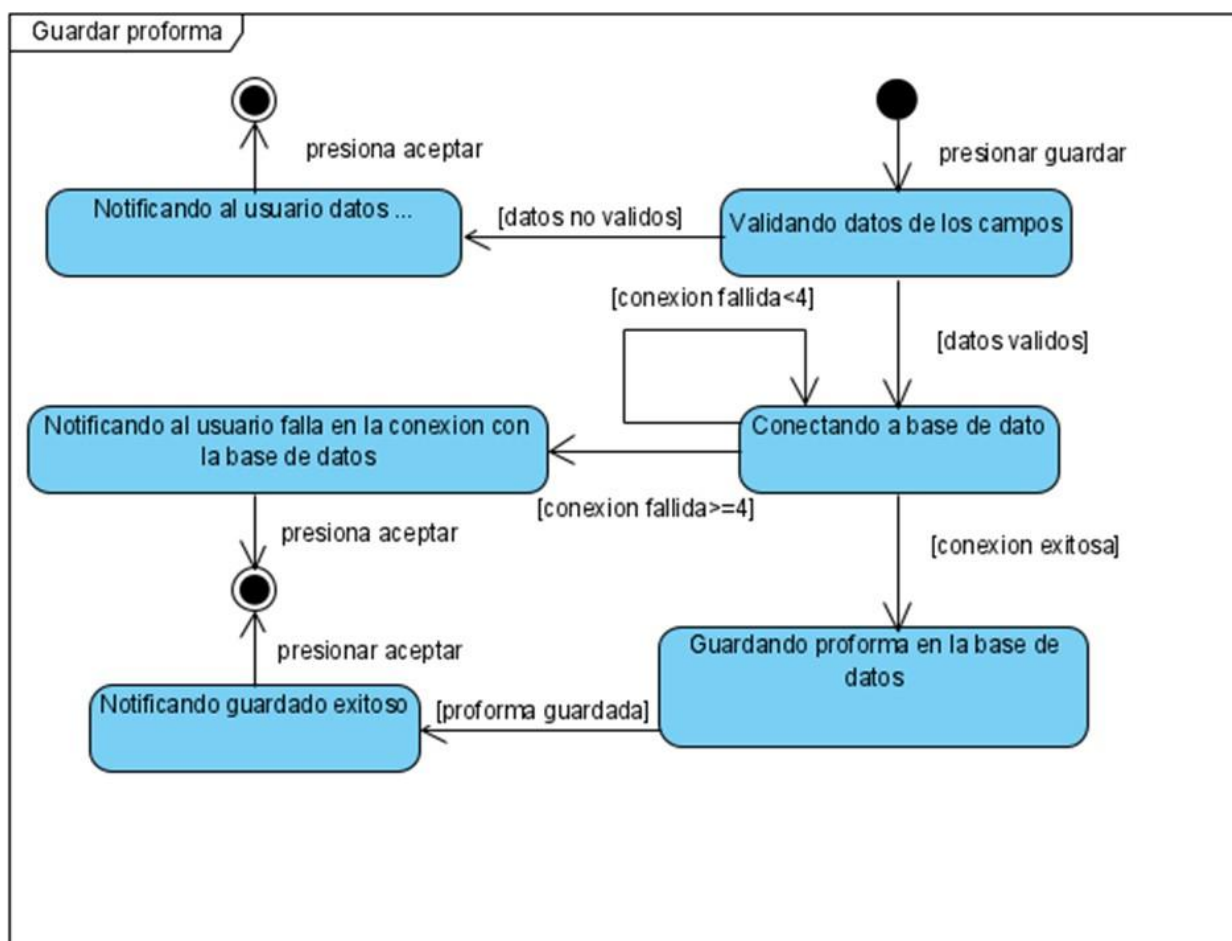 Guardar proforma
presiona aceptar
presionar guardar
Notificando al usuario datos ...
[datos no validos]
Validando datos de los campos
[conexion fallida<4]
[datos validos]
Notificando al usuario falla en la conexion con
la base de datos
Conectando a base de dato
[conexion fallida>=4]
presiona aceptar
[conexion exitosa]
presionar aceptar
Guardando proforma en la base de
datos
Notificando guardado exitoso
[proforma guardada]